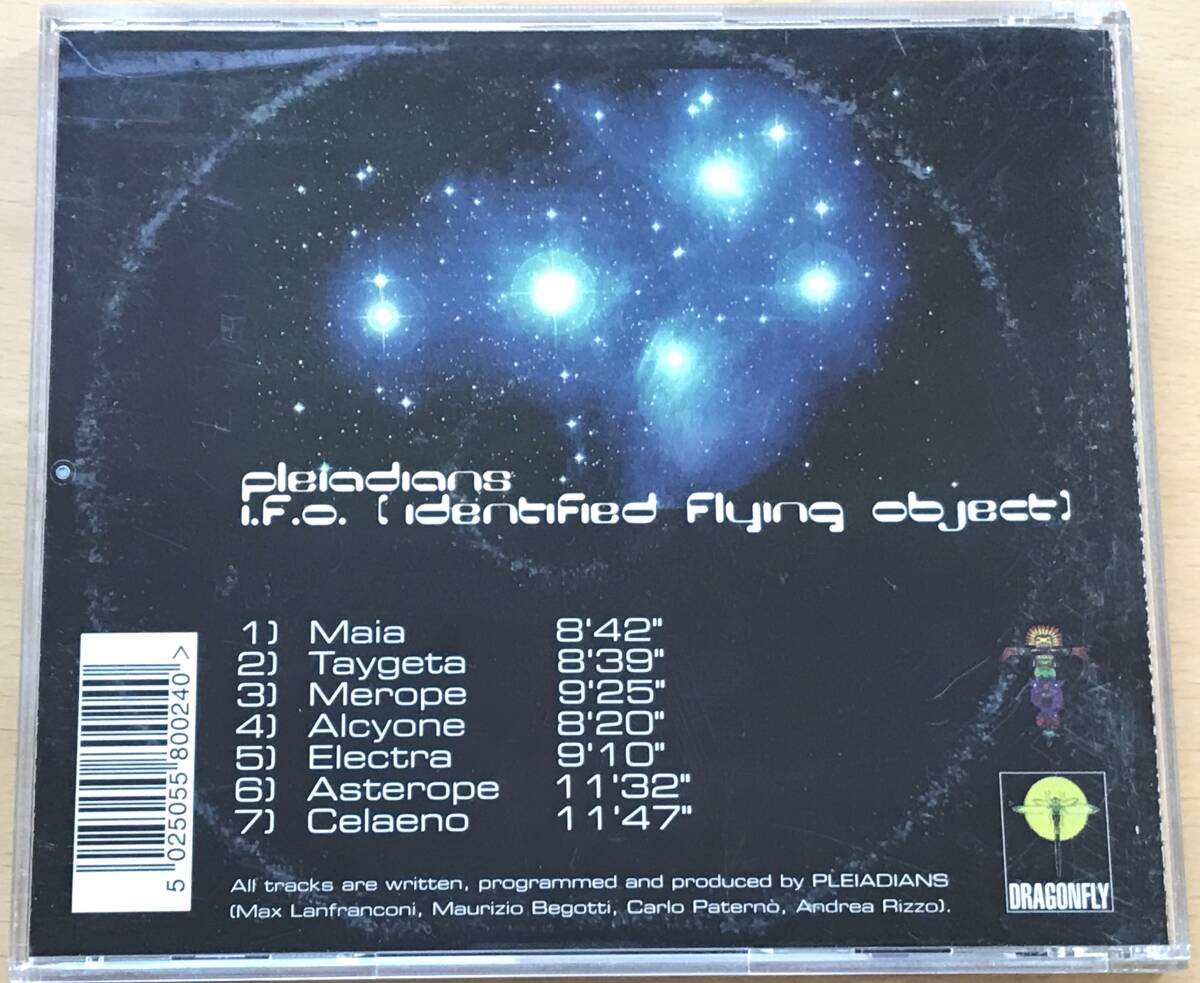 pleiadians
i.f.o. (identified flying object)
1) Maia 8'42"
2) Taygeta 8'39"
3) Merope 9'25"
4) Alcyone 8'20"
5) Electra 9'10"
6) Asterope 11'32"
7) Celaeno 11'47"
5 025055 800240 >
All tracks are written, programmed and produced by PLEIADIANS
(Max Lanfranconi, Maurizio Begotti, Carlo Paternò, Andrea Rizzo).
DRAGONFLY